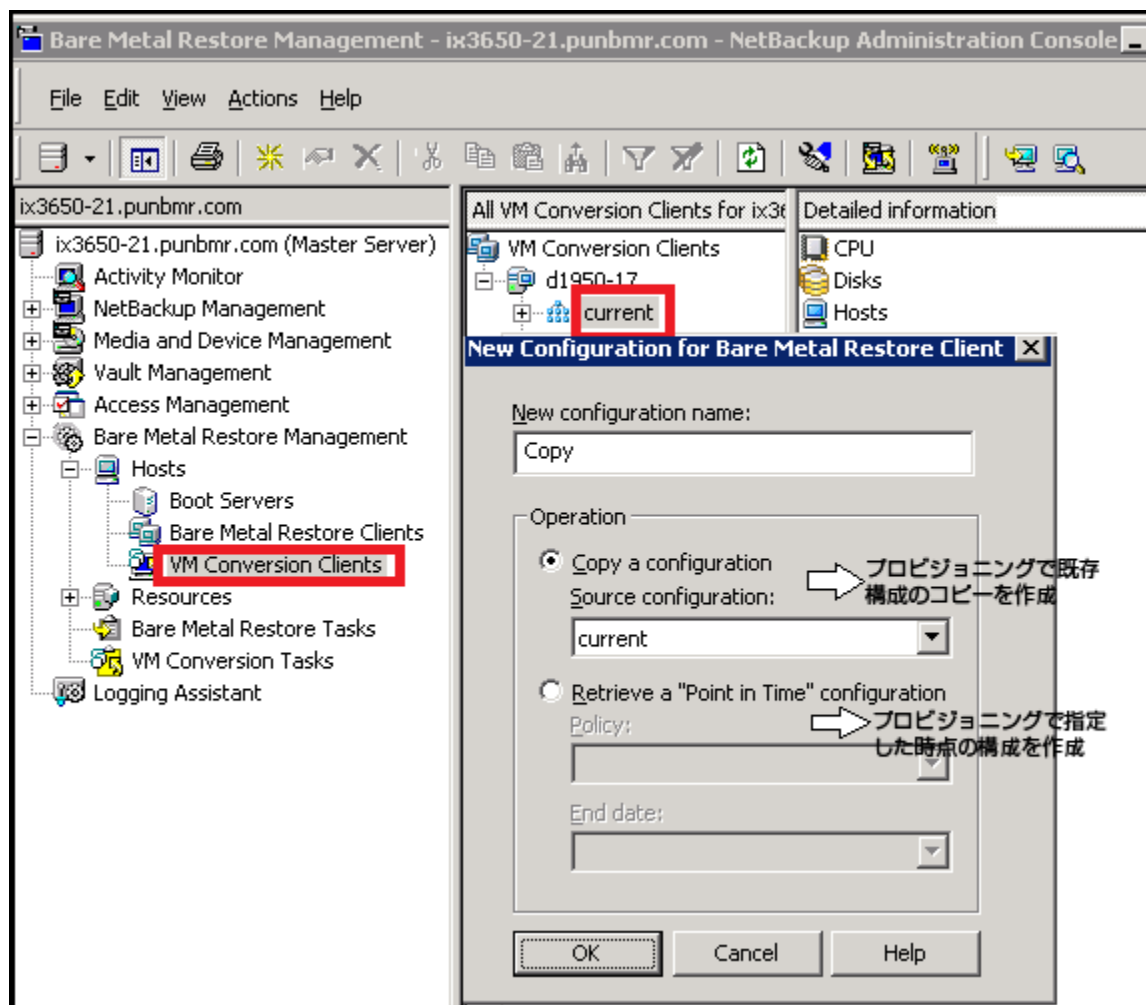 Bare Metal Restore Management - ix3650-21.punbmr.com - NetBackup Administration Console
File Edit View Actions Help
ix3650-21.punbmr.com
ix3650-21.punbmr.com (Master Server)
Activity Monitor
NetBackup Management
Media and Device Management
Vault Management
Access Management
Bare Metal Restore Management
Hosts
Boot Servers
Bare Metal Restore Clients
VM Conversion Clients
Resources
Bare Metal Restore Tasks
VM Conversion Tasks
Logging Assistant
All VM Conversion Clients for ix36
VM Conversion Clients
d1950-17
current
Detailed information
CPU
Disks
Hosts
New Configuration for Bare Metal Restore Client
New configuration name:
Copy
Operation
Copy a configuration
プロビジョニングで既存
構成のコピーを作成
Source configuration:
current
Retrieve a "Point in Time" configuration
プロビジョニングで指定
した時点の構成を作成
Policy:
End date:
OK Cancel Help